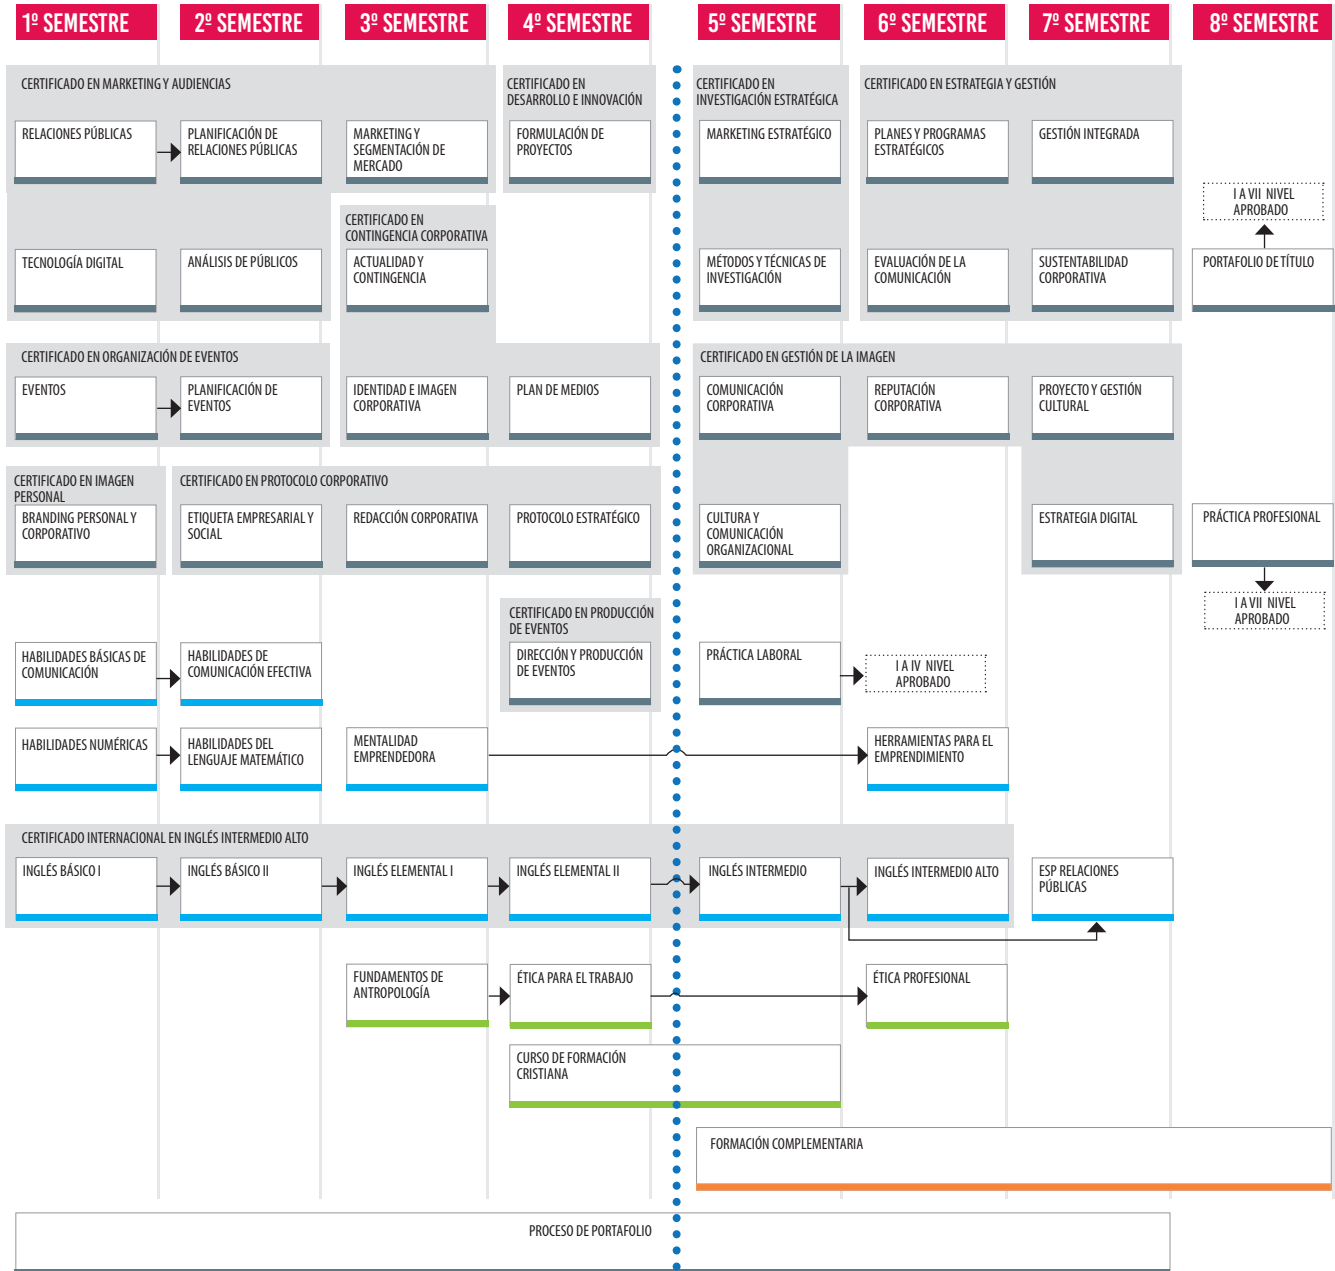 1º SEMESTRE
2º SEMESTRE
3º SEMESTRE
4º SEMESTRE
5º SEMESTRE
6º SEMESTRE
7º SEMESTRE
8º SEMESTRE
CERTIFICADO EN MARKETING Y AUDIENCIAS
CERTIFICADO EN
DESARROLLO E INNOVACIÓN
CERTIFICADO EN
INVESTIGACIÓN ESTRATÉGICA
CERTIFICADO EN ESTRATEGIA Y GESTIÓN
RELACIONES PÚBLICAS
PLANIFICACIÓN DE
RELACIONES PÚBLICAS
MARKETING Y
SEGMENTACIÓN DE
MERCADO
FORMULACIÓN DE
PROYECTOS
MARKETING ESTRATÉGICO
PLANES Y PROGRAMAS
ESTRATÉGICOS
GESTIÓN INTEGRADA
I A VII NIVEL
APROBADO
CERTIFICADO EN
CONTINGENCIA CORPORATIVA
TECNOLOGÍA DIGITAL
ANÁLISIS DE PÚBLICOS
ACTUALIDAD Y
CONTINGENCIA
MÉTODOS Y TÉCNICAS DE
INVESTIGACIÓN
EVALUACIÓN DE LA
COMUNICACIÓN
SUSTENTABILIDAD
CORPORATIVA
PORTAFOLIO DE TÍTULO
CERTIFICADO EN ORGANIZACIÓN DE EVENTOS
CERTIFICADO EN GESTIÓN DE LA IMAGEN
EVENTOS
PLANIFICACIÓN DE
EVENTOS
IDENTIDAD E IMAGEN
CORPORATIVA
PLAN DE MEDIOS
COMUNICACIÓN
CORPORATIVA
REPUTACIÓN
CORPORATIVA
PROYECTO Y GESTIÓN
CULTURAL
CERTIFICADO EN IMAGEN
PERSONAL
CERTIFICADO EN PROTOCOLO CORPORATIVO
BRANDING PERSONAL Y
CORPORATIVO
ETIQUETA EMPRESARIAL Y
SOCIAL
REDACCIÓN CORPORATIVA
PROTOCOLO ESTRATÉGICO
CULTURA Y
COMUNICACIÓN
ORGANIZACIONAL
ESTRATEGIA DIGITAL
PRÁCTICA PROFESIONAL
I A VII NIVEL
APROBADO
CERTIFICADO EN PRODUCCIÓN
DE EVENTOS
HABILIDADES BÁSICAS DE
COMUNICACIÓN
HABILIDADES DE
COMUNICACIÓN EFECTIVA
DIRECCIÓN Y PRODUCCIÓN
DE EVENTOS
PRÁCTICA LABORAL
I A IV NIVEL
APROBADO
HABILIDADES NUMÉRICAS
HABILIDADES DEL
LENGUAJE MATEMÁTICO
MENTALIDAD
EMPRENDEDORA
HERRAMIENTAS PARA EL
EMPRENDIMIENTO
CERTIFICADO INTERNACIONAL EN INGLÉS INTERMEDIO ALTO
INGLÉS BÁSICO I
INGLÉS BÁSICO II
INGLÉS ELEMENTAL I
INGLÉS ELEMENTAL II
INGLÉS INTERMEDIO
INGLÉS INTERMEDIO ALTO
ESP RELACIONES
PÚBLICAS
FUNDAMENTOS DE
ANTROPOLOGÍA
ÉTICA PARA EL TRABAJO
ÉTICA PROFESIONAL
CURSO DE FORMACIÓN
CRISTIANA
FORMACIÓN COMPLEMENTARIA
PROCESO DE PORTAFOLIO